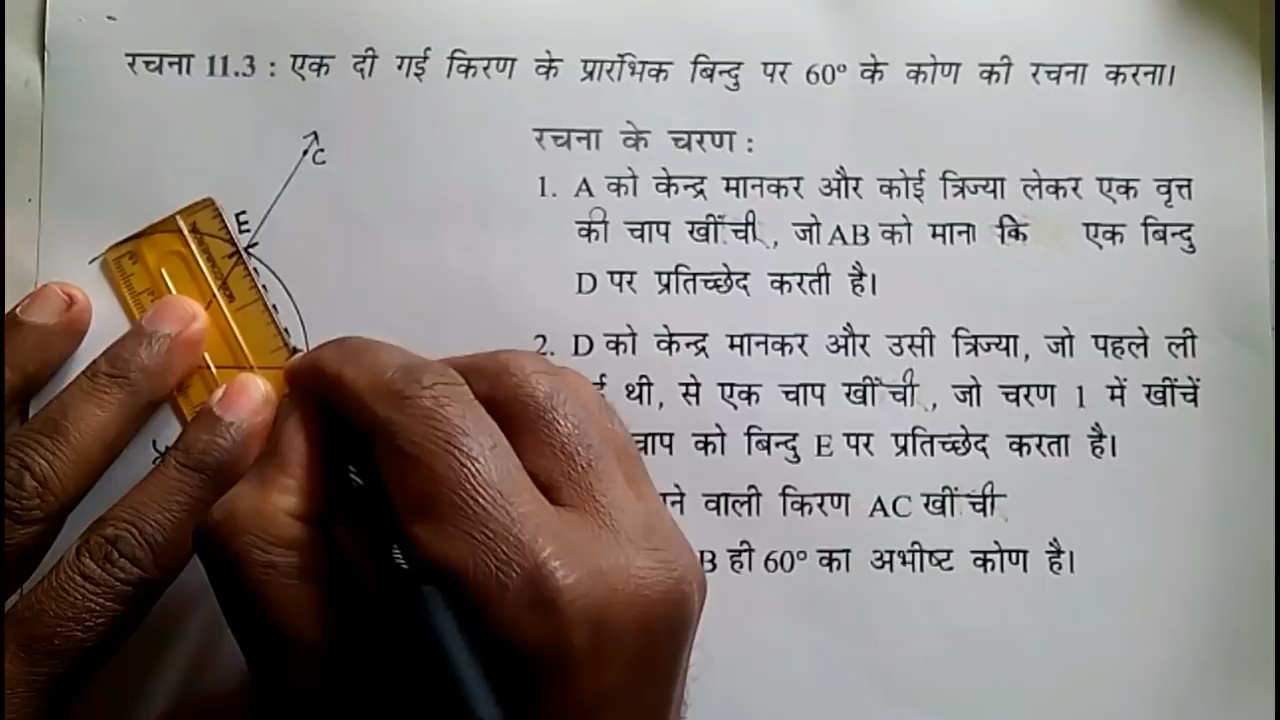 रचना 11.3 : एक दी गई किरण के प्रारंभिक बिन्दु पर 60° के कोण की रचना करना।
C
E
रचना के चरण :
1. A को केन्द्र मानकर और कोई त्रिज्या लेकर एक वृत्त
की चाप खींची, जो AB को माना कि एक बिन्दु
D पर प्रतिच्छेद करती है।
2. D को केन्द्र मानकर और उसी त्रिज्या, जो पहले ली
थी, से एक चाप खींची, जो चरण 1 में खींचें
चाप को बिन्दु E पर प्रतिच्छेद करता है।
वाली किरण AC खींची
B ही 60° का अभीष्ट कोण है।